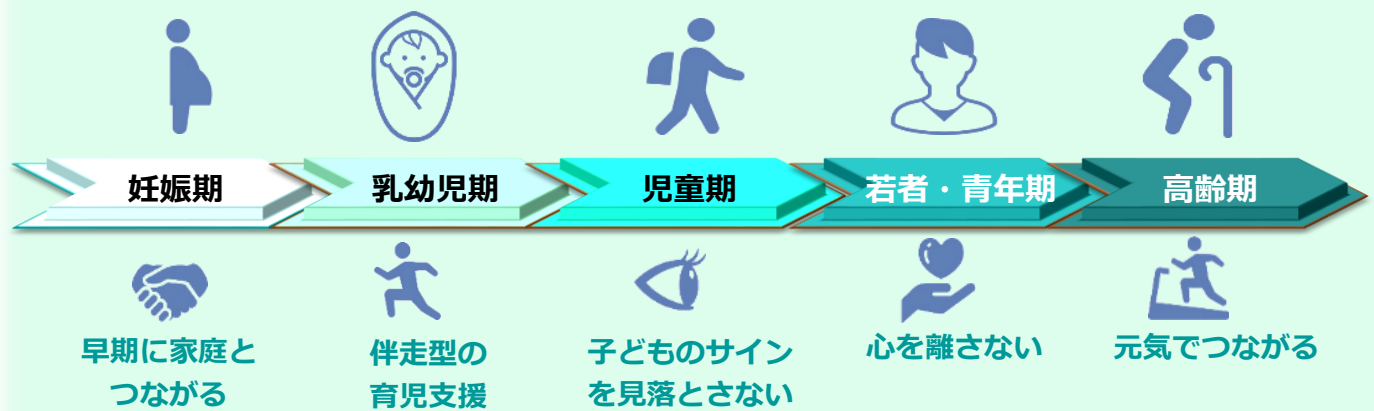 妊娠期
乳幼児期
児童期
若者・青年期
高齢期
早期に家庭と
つながる
伴走型の
育児支援
子どものサイン
を見落とさない
心を離さない
元気でつながる